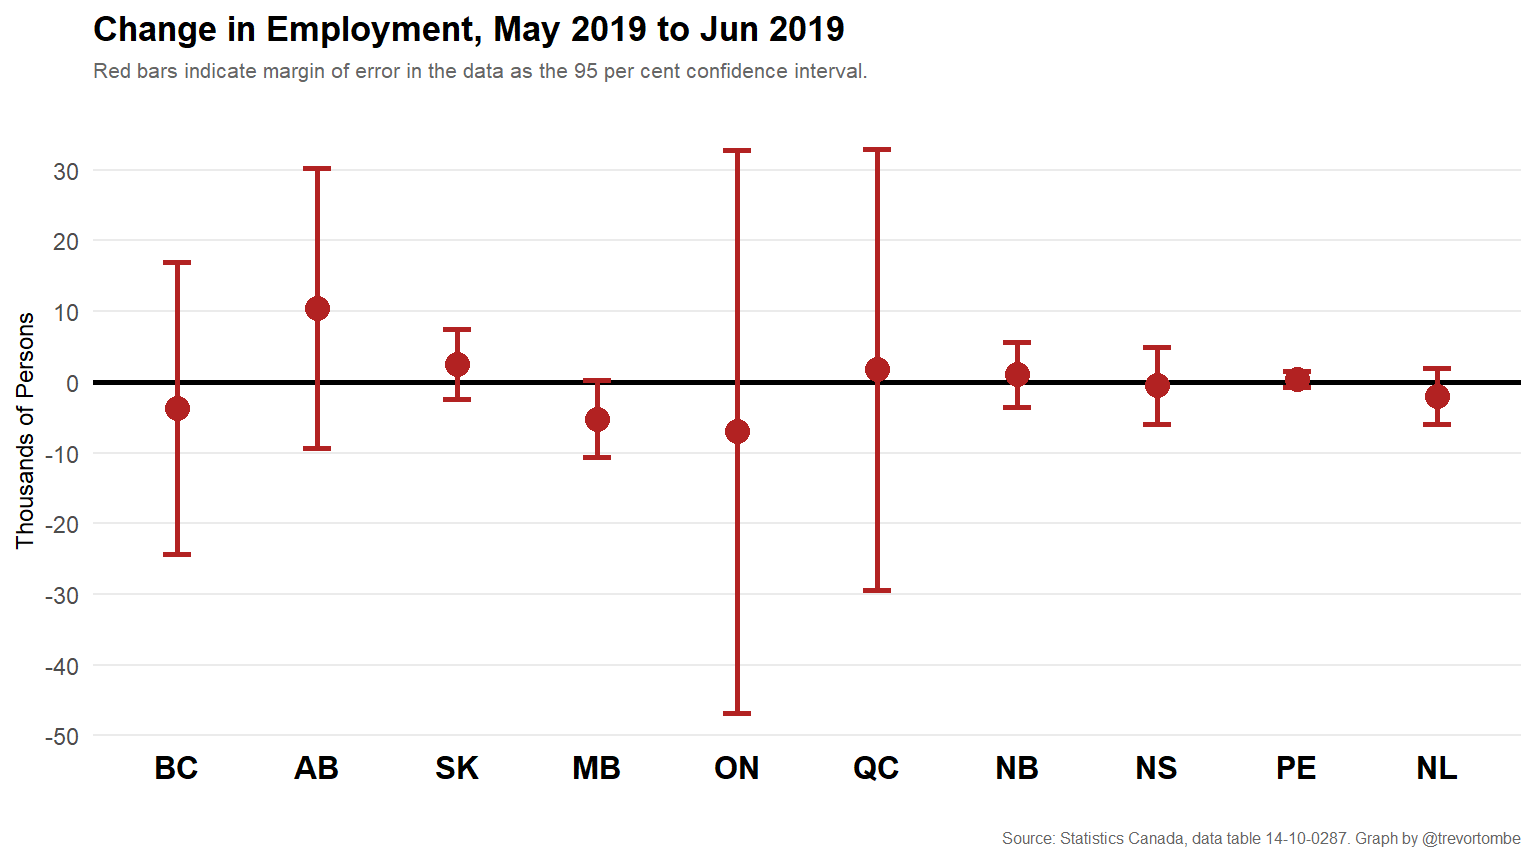 Change in Employment, May 2019 to Jun 2019
Red bars indicate margin of error in the data as the 95 per cent confidence interval.
Thousands of Persons
30
20
10
0
-10
-20
-30
-40
-50
BC AB SK MB ON QC NB NS PE NL
Source: Statistics Canada, data table 14-10-0287. Graph by @trevortombe